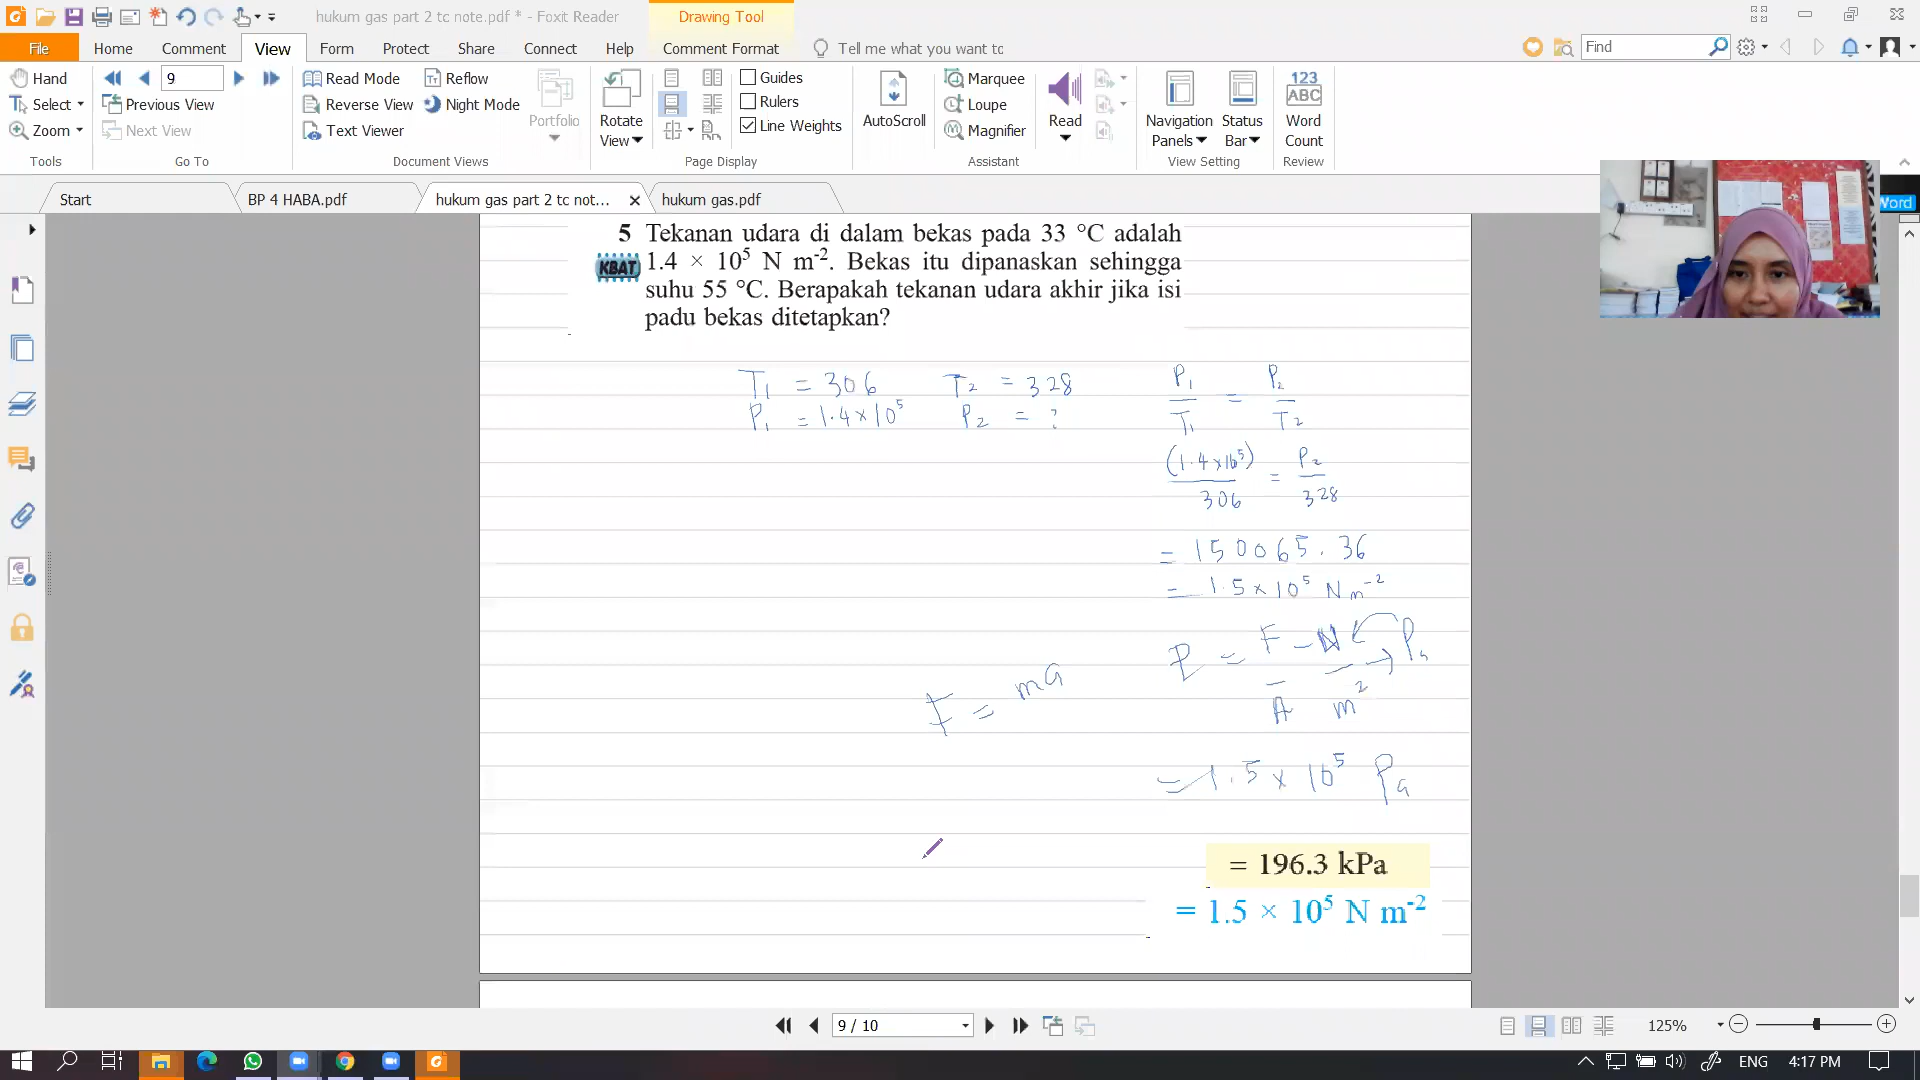 hukum gas part 2 tc note.pdf * - Foxit Reader
Drawing Tool
File Home Comment View Form Protect Share Connect Help Comment Format Tell me what you want to Find
Hand 9 Read Mode Reflow Guides Marquee
Select Previous View Reverse View Night Mode Rulers Loupe
Zoom Next View Text Viewer Line Weights Magnifier
Portfolio Rotate View AutoScroll Read Navigation Panels Status Bar 123 ABC Word Count
Tools Go To Document Views Page Display Assistant View Setting Review
Start BP 4 HABA.pdf hukum gas part 2 tc not... hukum gas.pdf
Word
5 Tekanan udara di dalam bekas pada 33 °C adalah
KBAT 1.4 × 10⁵ N m⁻². Bekas itu dipanaskan sehingga
suhu 55 °C. Berapakah tekanan udara akhir jika isi
padu bekas ditetapkan?
T₁ = 306 T₂ = 328 P₁/T₁ = P₂/T₂
P₁ = 1.4×10⁵ P₂ = ?
(1.4×10⁵)/306 = P₂/328
= 150065.36
= 1.5×10⁵ N m⁻²
P = F/A - N/m² → Pa
F = ma
= 1.5 × 10⁵ Pa
= 196.3 kPa
= 1.5 × 10⁵ N m⁻²
9 / 10 125%
ENG 4:17 PM